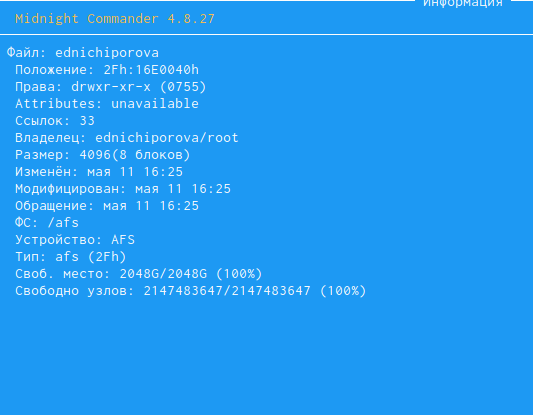 Информация
Midnight Commander 4.8.27
Файл: ednichiporova
Положение: 2Fh:16E0040h
Права: drwxr-xr-x (0755)
Attributes: unavailable
Ссылок: 33
Владелец: ednichiporova/root
Размер: 4096(8 блоков)
Изменён: мая 11 16:25
Модифицирован: мая 11 16:25
Обращение: мая 11 16:25
ФС: /afs
Устройство: AFS
Тип: afs (2Fh)
Своб. место: 2048G/2048G (100%)
Свободно узлов: 2147483647/2147483647 (100%)